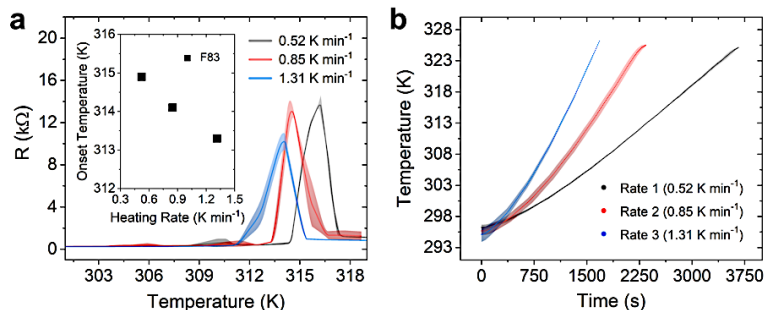 a
R (kΩ)
20
16
12
8
4
0
303
306
309
312
315
318
Temperature (K)
0.52 K min⁻¹
0.85 K min⁻¹
1.31 K min⁻¹
Onset Temperature (K)
316
315
314
313
312
0.3
0.6
0.9
1.2
1.5
Heating Rate (K min⁻¹)
F83
b
Temperature (K)
328
323
318
313
308
303
298
293
0
750
1500
2250
3000
3750
Time (s)
Rate 1 (0.52 K min⁻¹)
Rate 2 (0.85 K min⁻¹)
Rate 3 (1.31 K min⁻¹)